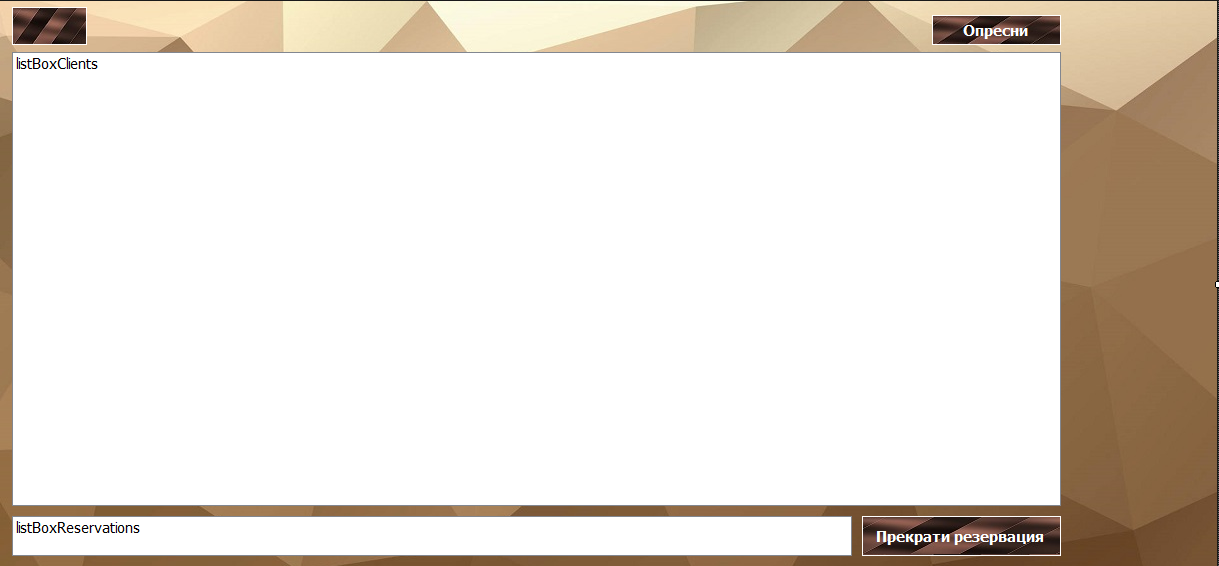 Опресни
listBoxClients
listBoxReservations
Прекрати резервация